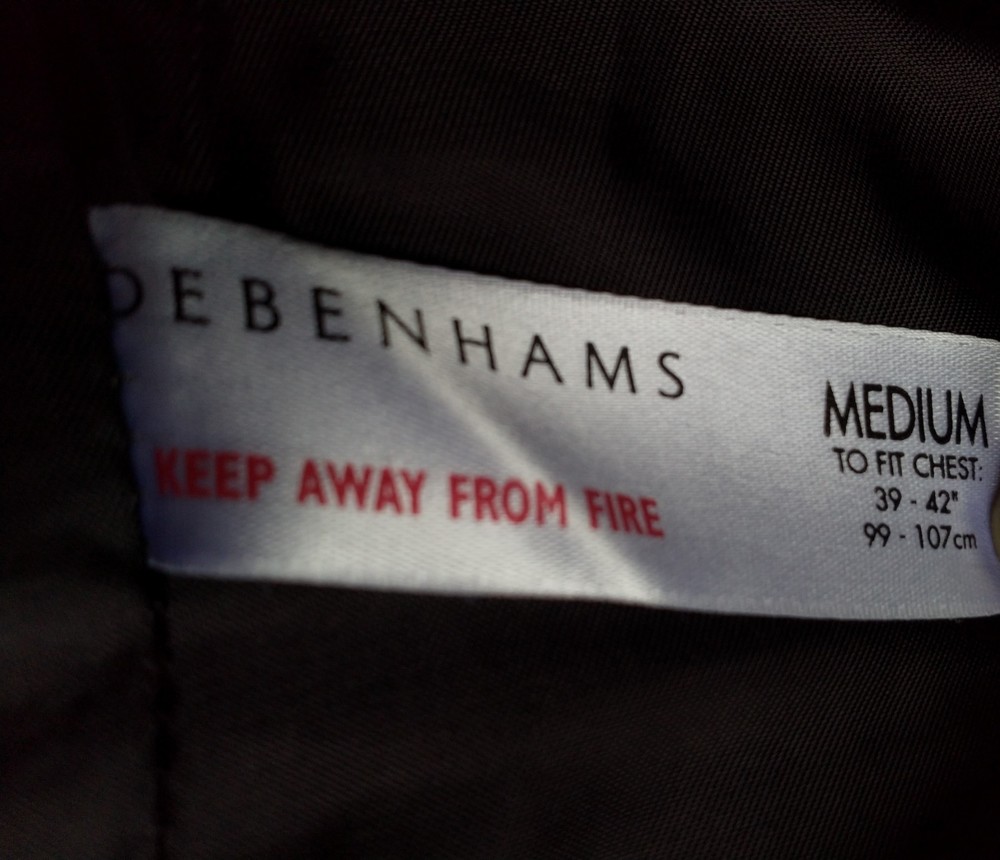 DEBENHAMS
KEEP AWAY FROM FIRE
MEDIUM
TO FIT CHEST:
39 - 42"
99 - 107cm